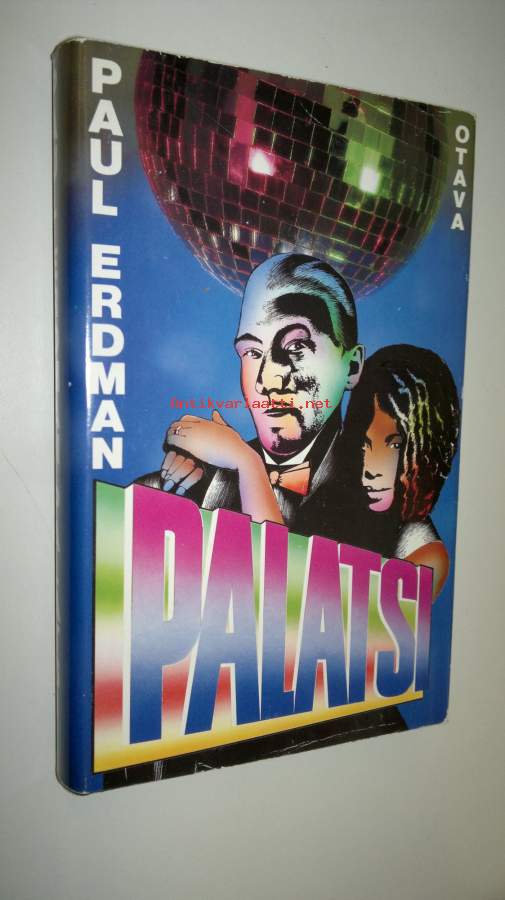 PAUL ERDMAN
OTAVA
antikvariaatti.net
PALATSI